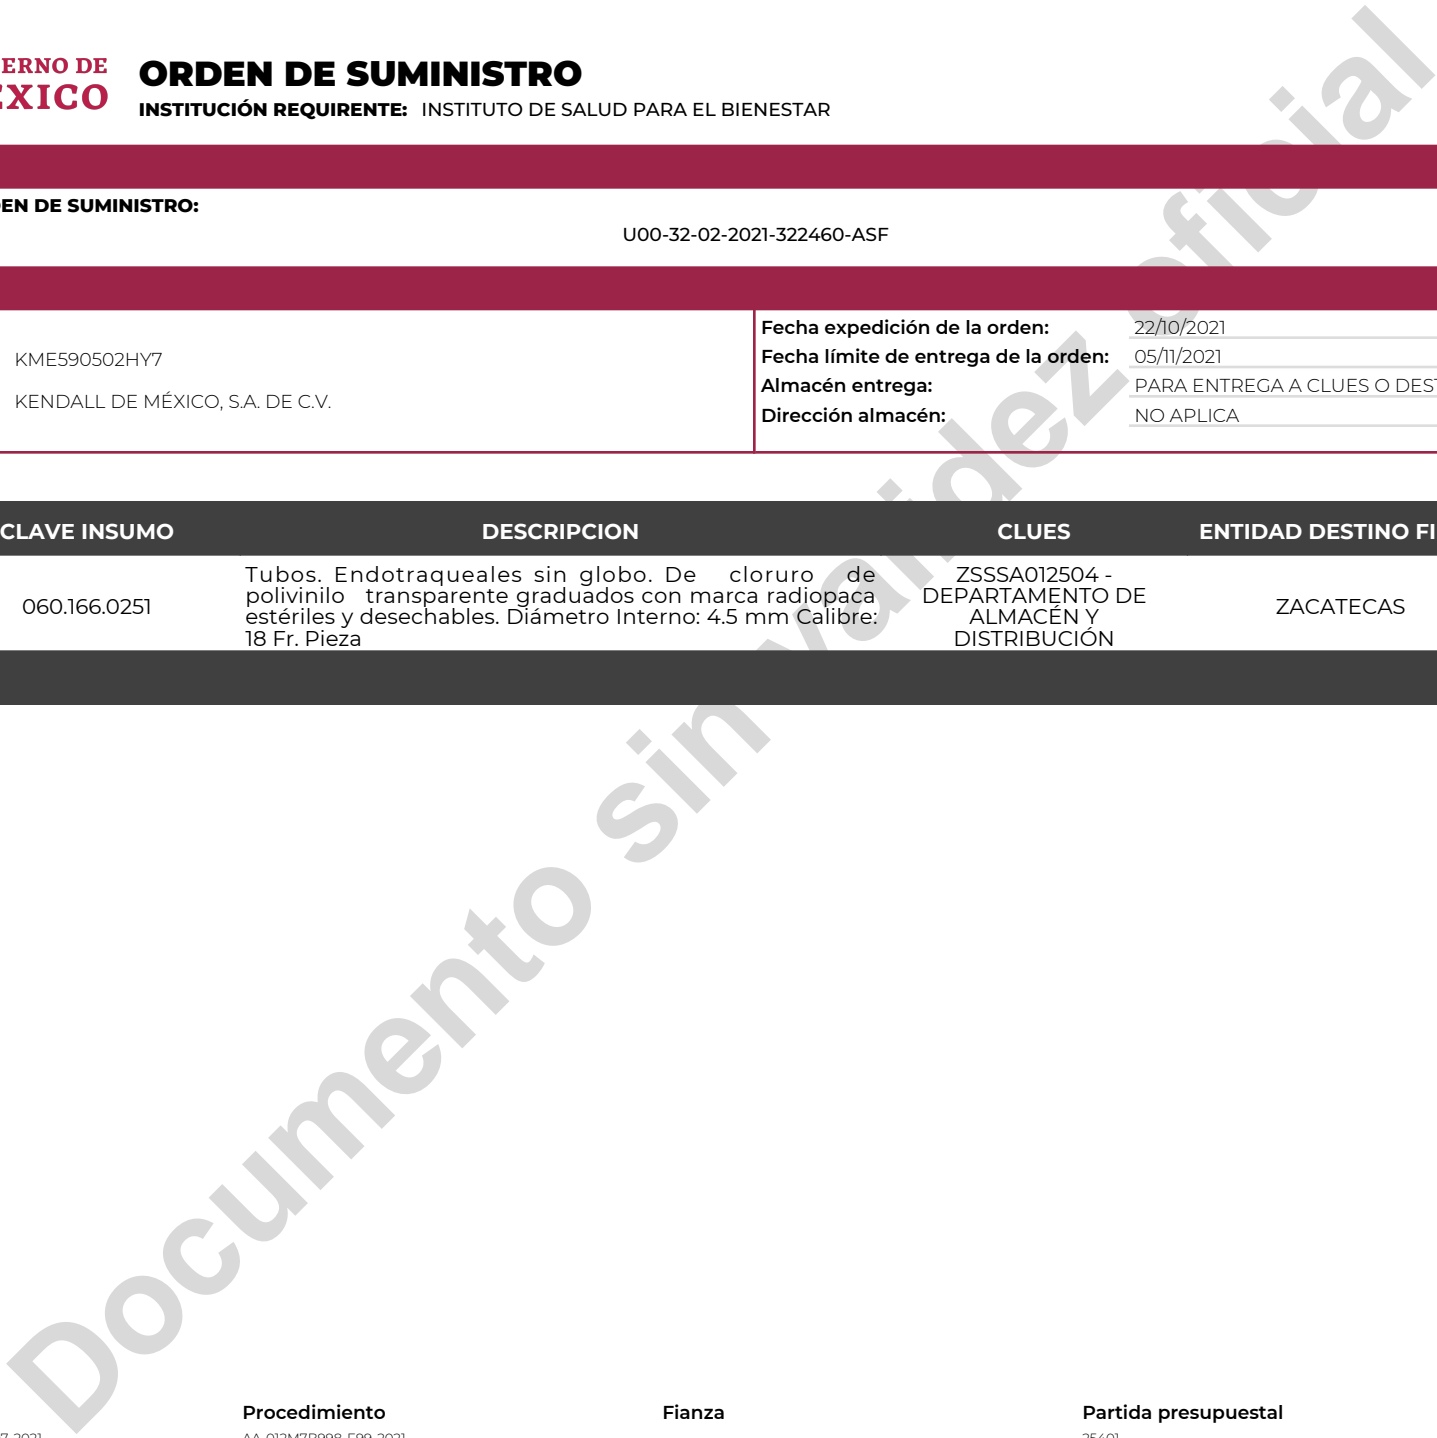 ERNO DE
ÉXICO
ORDEN DE SUMINISTRO
INSTITUCIÓN REQUIRENTE: INSTITUTO DE SALUD PARA EL BIENESTAR
EN DE SUMINISTRO:
U00-32-02-2021-322460-ASF
KME590502HY7
KENDALL DE MÉXICO, S.A. DE C.V.
Fecha expedición de la orden: 22/10/2021
Fecha límite de entrega de la orden: 05/11/2021
Almacén entrega: PARA ENTREGA A CLUES O DEST
Dirección almacén: NO APLICA
CLAVE INSUMO DESCRIPCION CLUES ENTIDAD DESTINO FI
060.166.0251
Tubos. Endotraqueales sin globo. De cloruro de
polivinilo transparente graduados con marca radiopaca
estériles y desechables. Diámetro Interno: 4.5 mm Calibre:
18 Fr. Pieza
ZSSSA012504 -
DEPARTAMENTO DE
ALMACÉN Y
DISTRIBUCIÓN
ZACATECAS
Documento sin validez oficial
Procedimiento Fianza Partida presupuestal